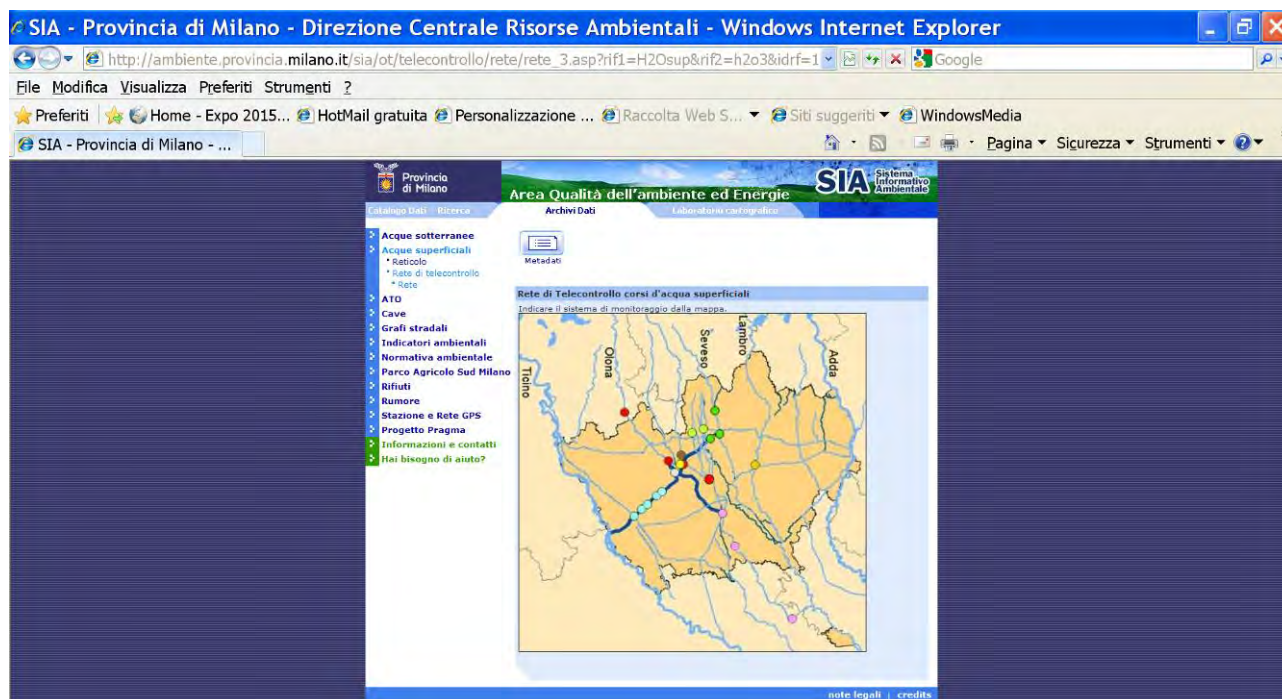 SIA - Provincia di Milano - Direzione Centrale Risorse Ambientali - Windows Internet Explorer
http://ambiente.provincia.milano.it/sia/ot/telecontrollo/rete/rete_3.asp?rif1=H2Osup&rif2=h2o3&idrf=1
Google
File Modifica Visualizza Preferiti Strumenti ?
Preferiti Home - Expo 2015... HotMail gratuita Personalizzazione ... Raccolta Web S... Siti suggeriti WindowsMedia
SIA - Provincia di Milano - ...
Pagina Sicurezza Strumenti
Provincia
di Milano
Area Qualità dell'ambiente ed Energie
SIA Sistema
Informativo
Ambientale
Catalogo Dati Ricerca Archivi Dati Laboratorio cartografico
Acque sotterranee
Acque superficiali
Reticolo
Rete di telecontrollo
Rete
ATO
Cave
Grafi stradali
Indicatori ambientali
Normativa ambientale
Parco Agricolo Sud Milano
Rifiuti
Rumore
Stazione e Rete GPS
Progetto Pragma
Informazioni e contatti
Hai bisogno di aiuto?
Metadati
Rete di Telecontrollo corsi d'acqua superficiali
Indicare il sistema di monitoraggio dalla mappa.
Ticino
Olona
Seveso
Lambro
Adda
note legali | credits